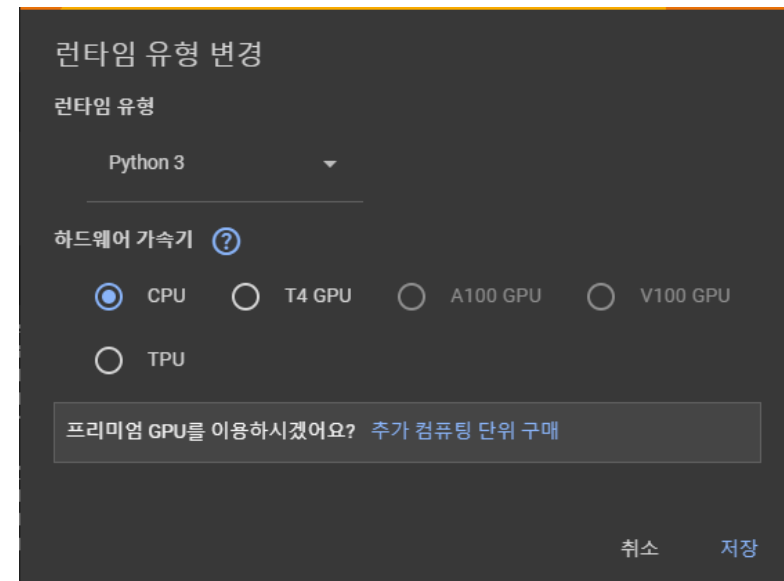 런타임 유형 변경
런타임 유형
Python 3
하드웨어 가속기 ?
CPU T4 GPU A100 GPU V100 GPU
TPU
프리미엄 GPU를 이용하시겠어요? 추가 컴퓨팅 단위 구매
취소 저장